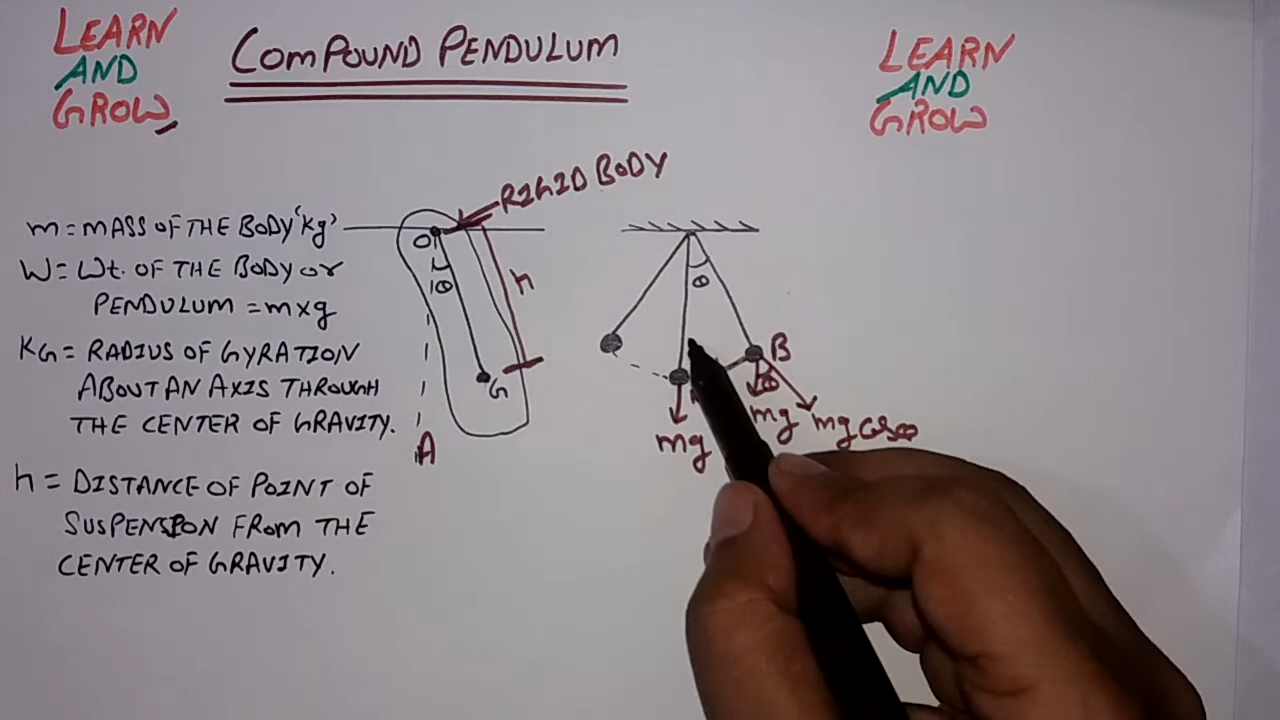 LEARN
AND
GROW
COMPOUND PENDULUM
LEARN
AND
GROW
RIGID BODY
m = MASS OF THE BODY 'Kg'
W = Wt. OF THE BODY or
PENDULUM = m×g
KG = RADIUS OF GYRATION
ABOUT AN AXIS THROUGH
THE CENTER OF GRAVITY.
h = DISTANCE OF POINT OF
SUSPENSION FROM THE
CENTER OF GRAVITY.
O
θ
h
G
A
θ
B
θ
mg
mg
mg Cosθ